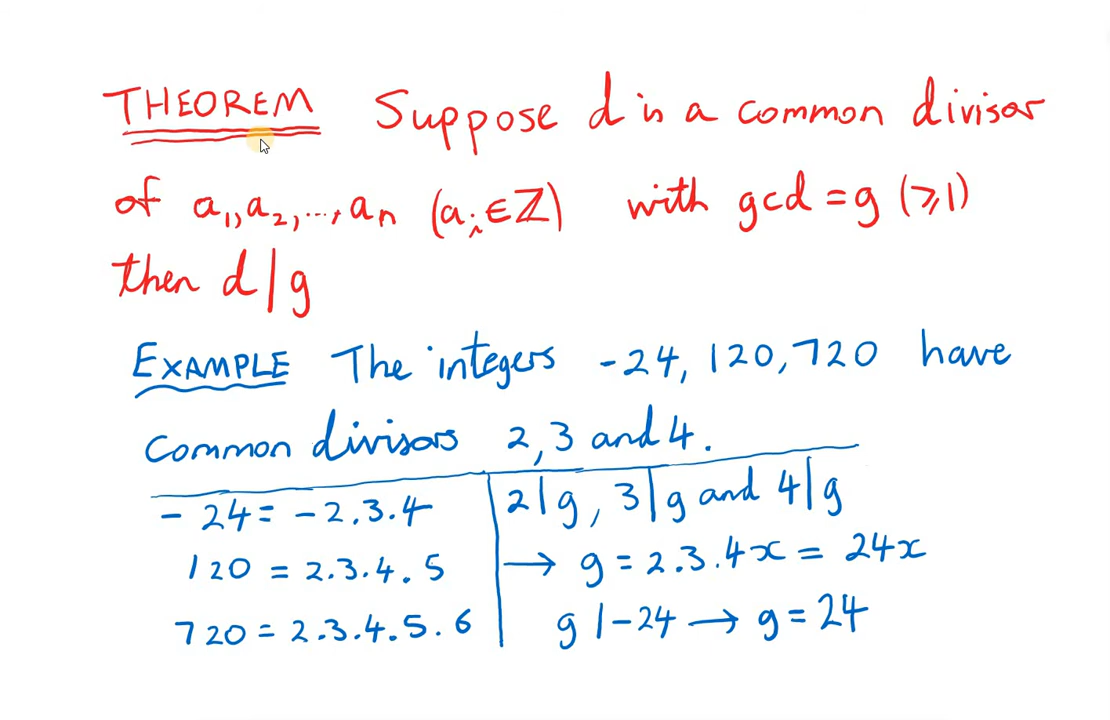 THEOREM Suppose d is a common divisor
of a₁, a₂, ..., aₙ (aᵢ ∈ ℤ) with gcd = g (⩾1)
then d | g
EXAMPLE The integers -24, 120, 720 have
common divisors 2, 3 and 4.
- 24 = - 2.3.4
120 = 2.3.4.5
720 = 2.3.4.5.6
2|g, 3|g and 4|g
→ g = 2.3.4x = 24x
g | -24 → g = 24